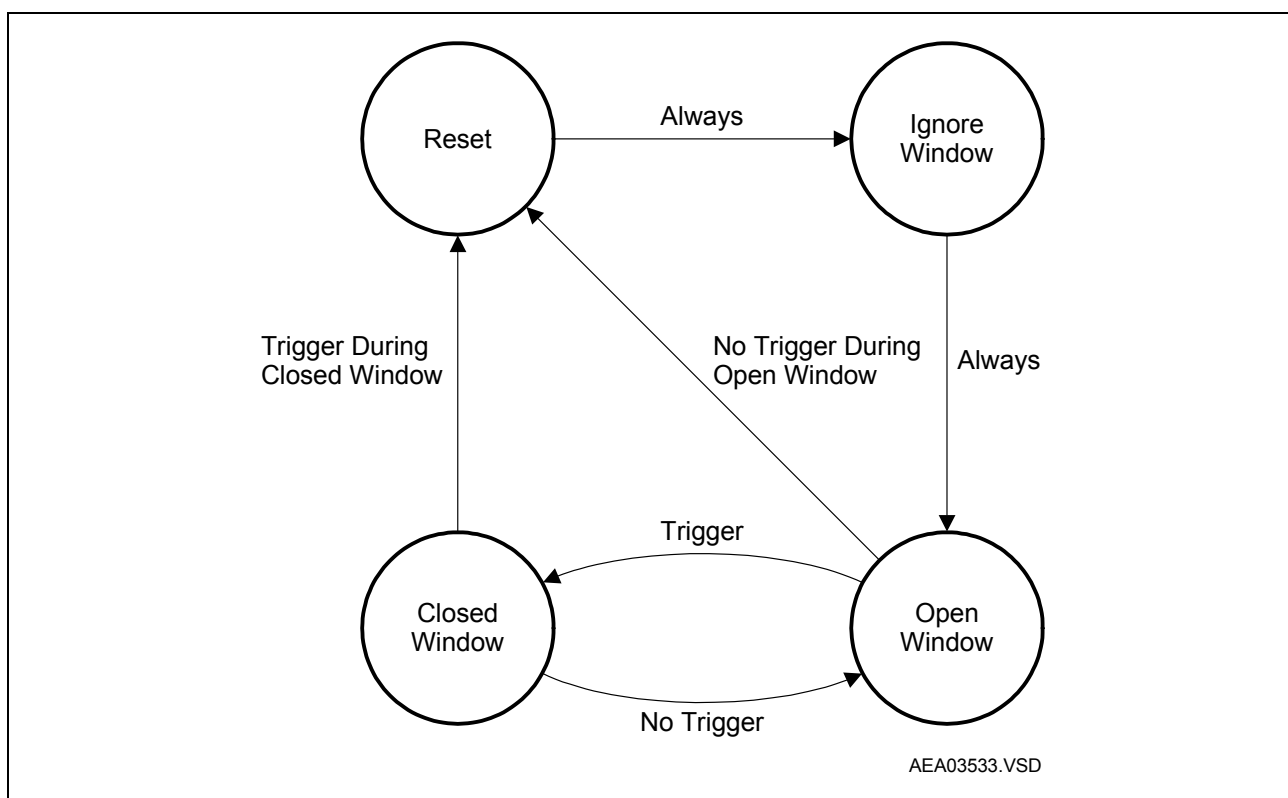 Reset
Always
Ignore
Window
Trigger During
Closed Window
No Trigger During
Open Window
Always
Trigger
Closed
Window
Open
Window
No Trigger
AEA03533.VSD